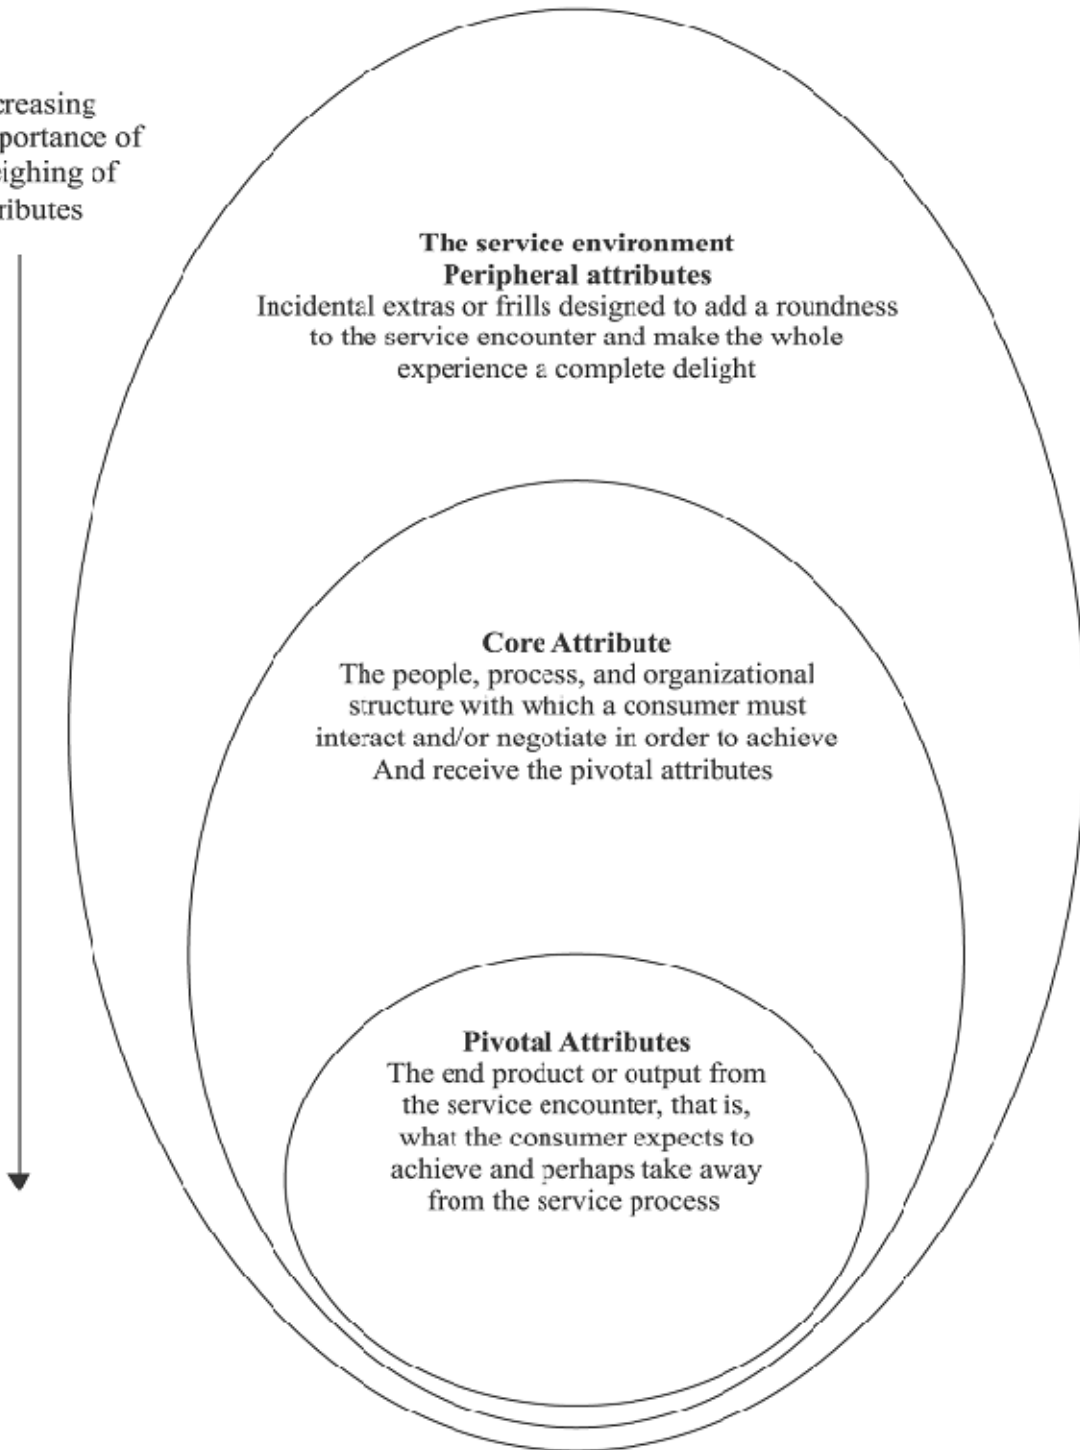 creasing
portance of
eighing of
ributes
The service environment
Peripheral attributes
Incidental extras or frills designed to add a roundness
to the service encounter and make the whole
experience a complete delight
Core Attribute
The people, process, and organizational
structure with which a consumer must
interact and/or negotiate in order to achieve
And receive the pivotal attributes
Pivotal Attributes
The end product or output from
the service encounter, that is,
what the consumer expects to
achieve and perhaps take away
from the service process